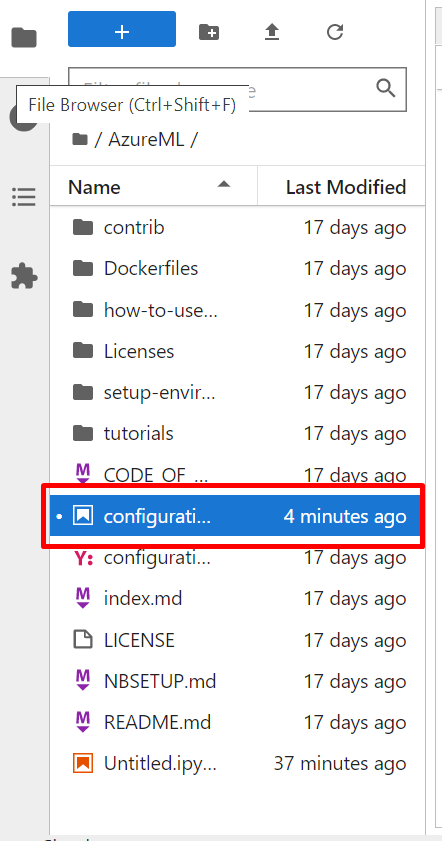 +
File Browser (Ctrl+Shift+F)
/ AzureML /
Name Last Modified
contrib 17 days ago
Dockerfiles 17 days ago
how-to-use... 17 days ago
Licenses 17 days ago
setup-envir... 17 days ago
tutorials 17 days ago
M CODE_OF_... 17 days ago
configurati... 4 minutes ago
Y: configurati... 17 days ago
M index.md 17 days ago
LICENSE 17 days ago
M NBSETUP.md 17 days ago
M README.md 17 days ago
Untitled.ipy... 37 minutes ago